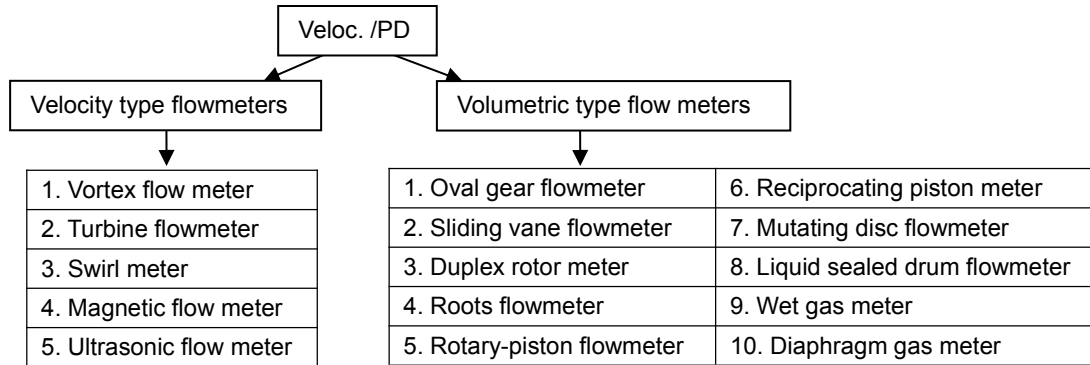 Veloc. /PD
Velocity type flowmeters
Volumetric type flow meters
1. Vortex flow meter
2. Turbine flowmeter
3. Swirl meter
4. Magnetic flow meter
5. Ultrasonic flow meter
1. Oval gear flowmeter
2. Sliding vane flowmeter
3. Duplex rotor meter
4. Roots flowmeter
5. Rotary-piston flowmeter
6. Reciprocating piston meter
7. Mutating disc flowmeter
8. Liquid sealed drum flowmeter
9. Wet gas meter
10. Diaphragm gas meter